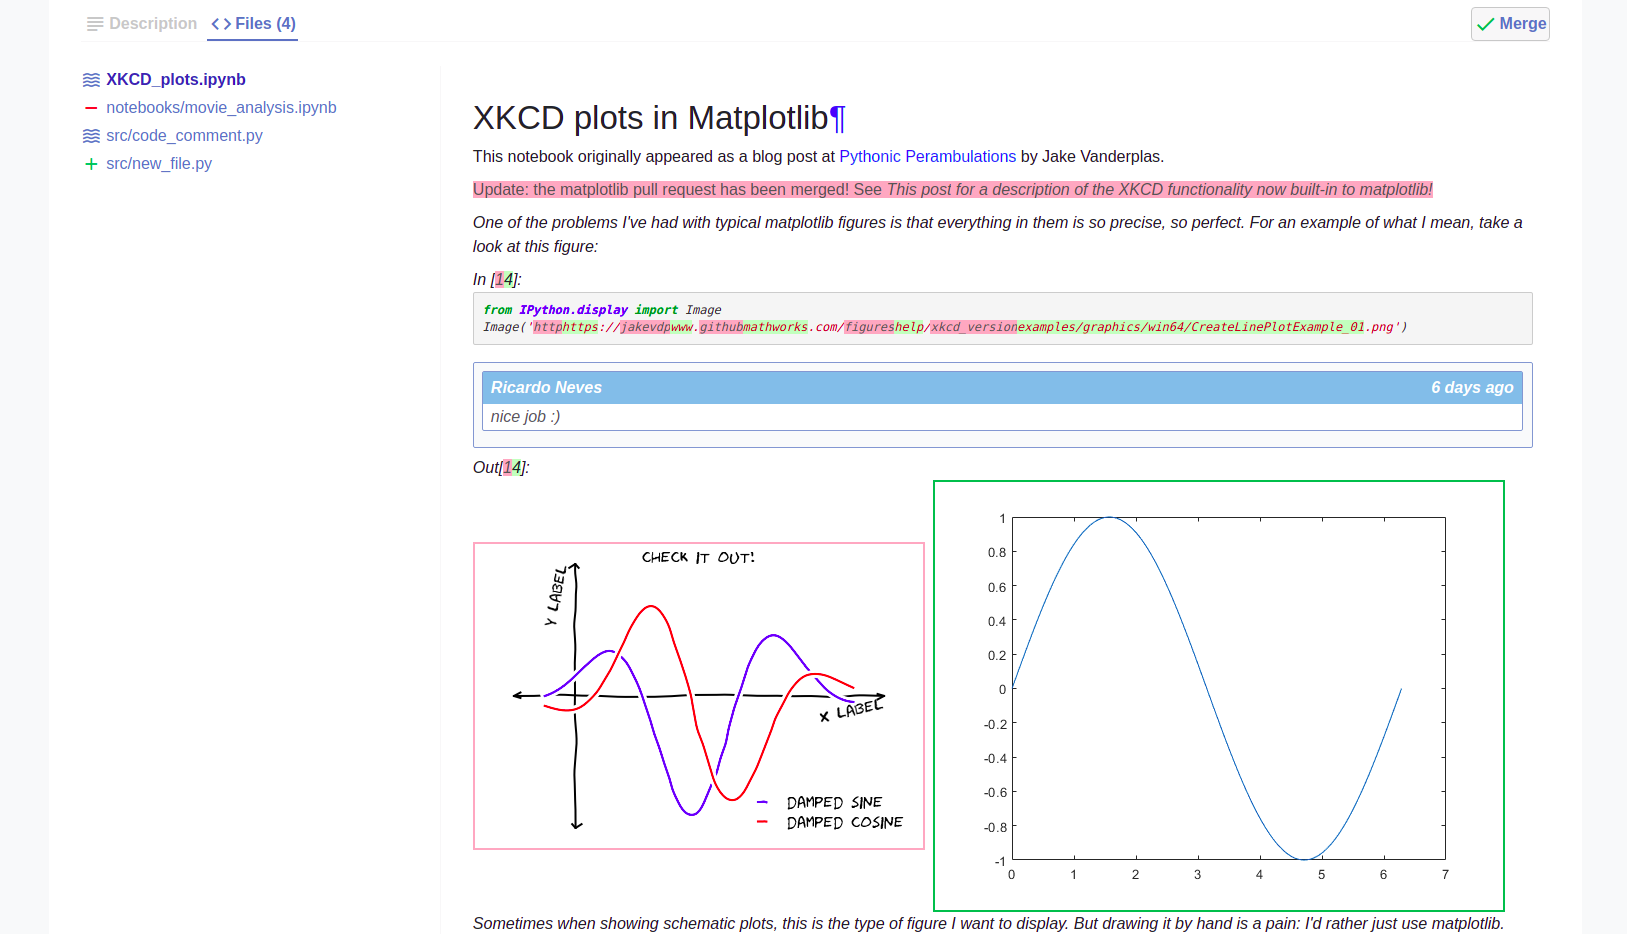 Description
Files (4)
Merge
XKCD_plots.ipynb
notebooks/movie_analysis.ipynb
src/code_comment.py
src/new_file.py
XKCD plots in Matplotlib¶
This notebook originally appeared as a blog post at Pythonic Perambulations by Jake Vanderplas.
Update: the matplotlib pull request has been merged! See This post for a description of the XKCD functionality now built-in to matplotlib!
One of the problems I've had with typical matplotlib figures is that everything in them is so precise, so perfect. For an example of what I mean, take a
look at this figure:
In [14]:
from IPython.display import Image
Image('httphttps://jakevdpwww.githubmathworks.com/figureshelp/xkcd_versionexamples/graphics/win64/CreateLinePlotExample_01.png')
Ricardo Neves 6 days ago
nice job :)
Out[14]:
CHECK IT OUT!
Y LABEL
X LABEL
DAMPED SINE
DAMPED COSINE
1
0.8
0.6
0.4
0.2
0
-0.2
-0.4
-0.6
-0.8
-1
0 1 2 3 4 5 6 7
Sometimes when showing schematic plots, this is the type of figure I want to display. But drawing it by hand is a pain: I'd rather just use matplotlib.